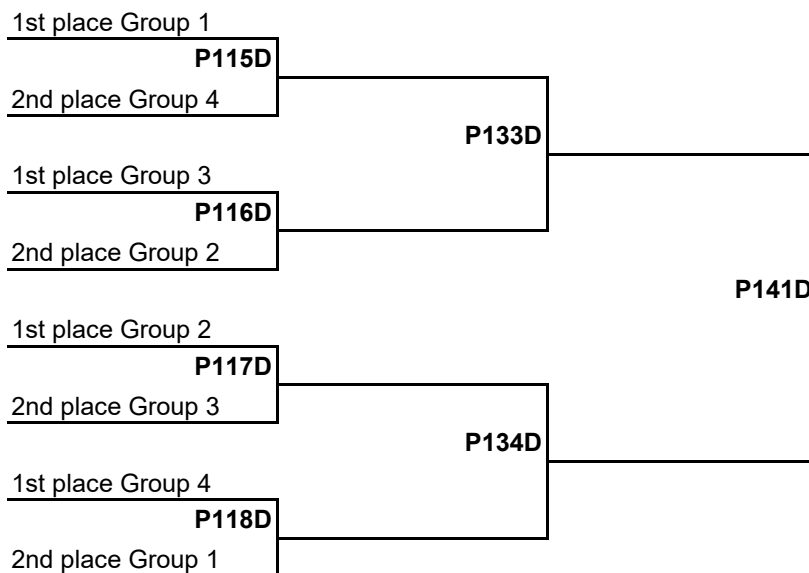 1st place Group 1
P115D
2nd place Group 4
P133D
1st place Group 3
P116D
2nd place Group 2
P141D
1st place Group 2
P117D
2nd place Group 3
P134D
1st place Group 4
P118D
2nd place Group 1